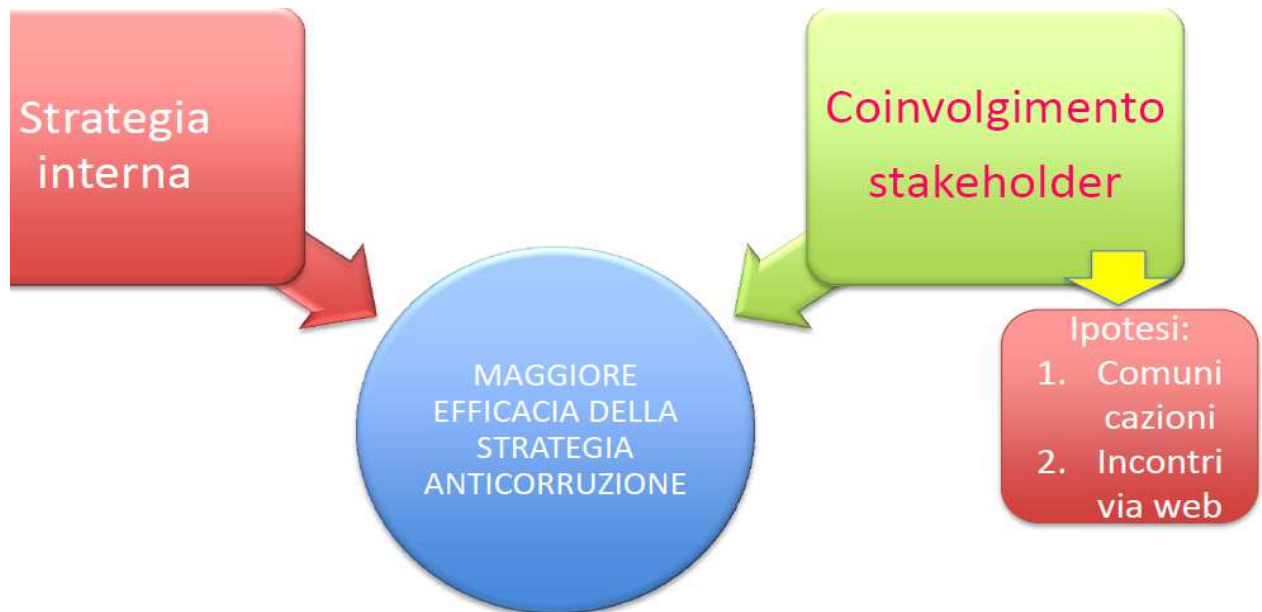 Strategia
interna
Coinvolgimento
stakeholder
MAGGIORE
EFFICACIA DELLA
STRATEGIA
ANTICORRUZIONE
Ipotesi:
1. Comuni
cazioni
2. Incontri
via web